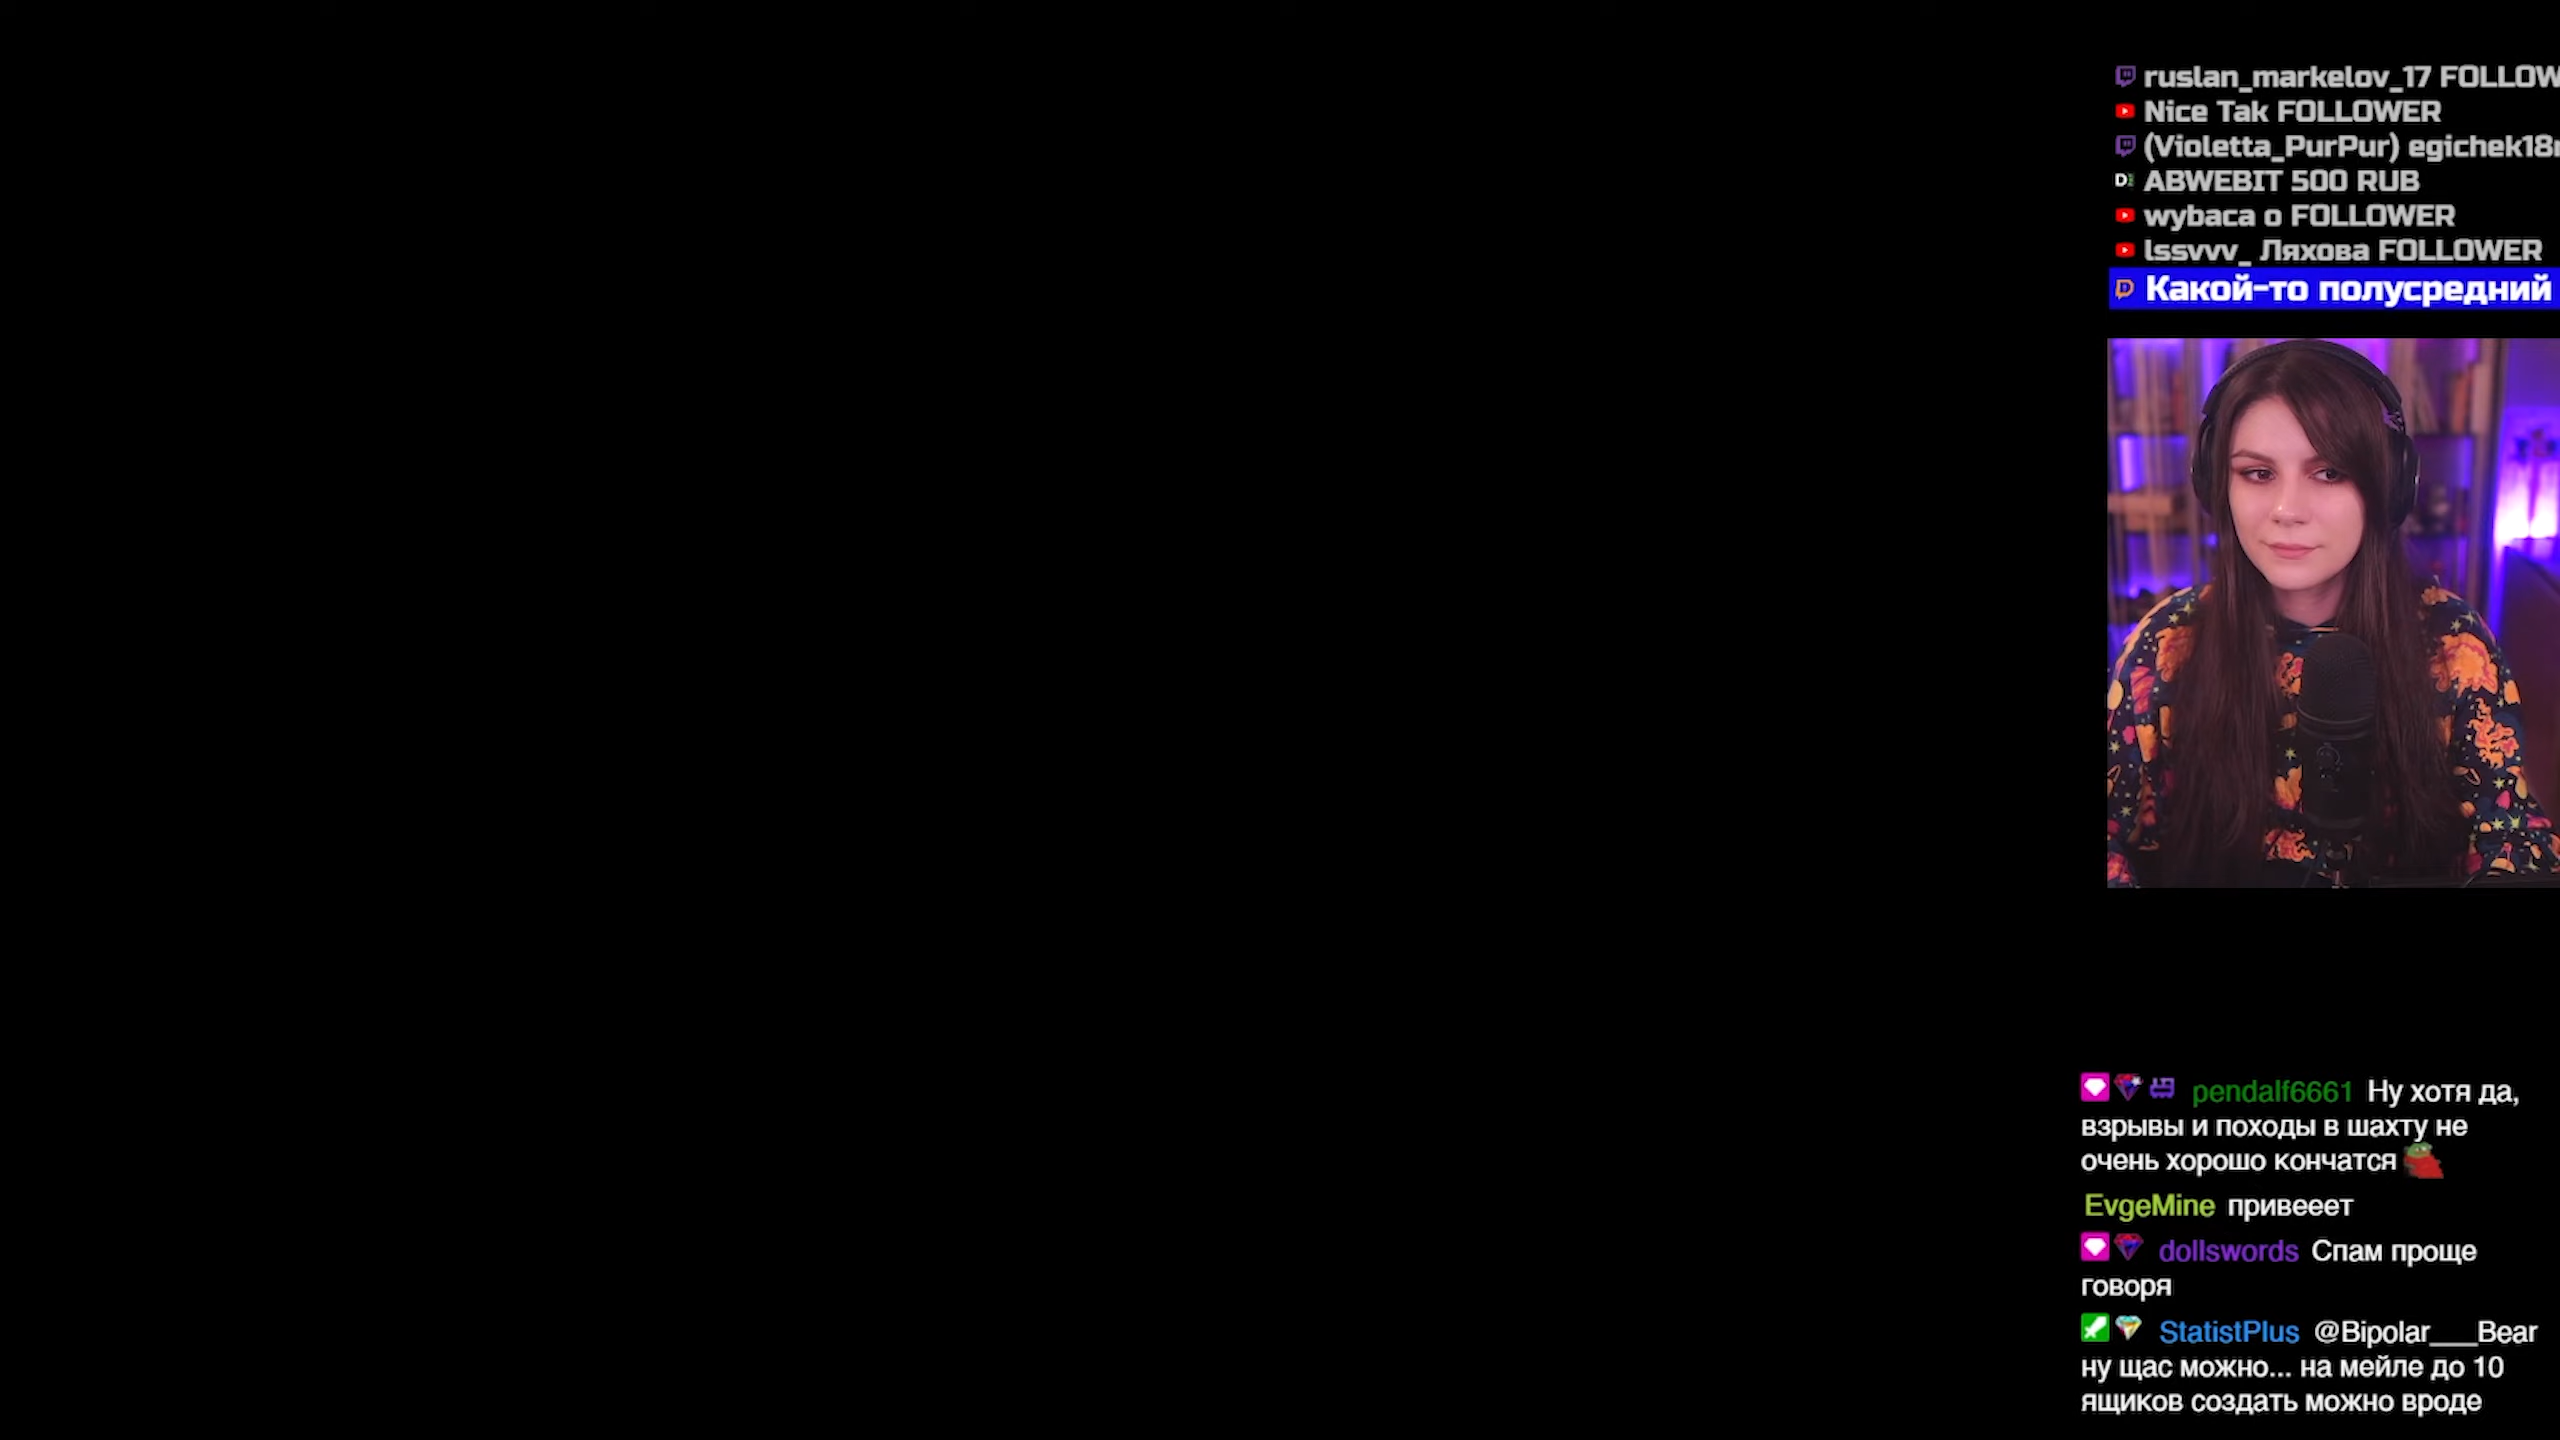 ruslan_markelov_17 FOLLOW
Nice Tak FOLLOWER
(Violetta_PurPur) egichek18
ABWEBIT 500 RUB
wybaca o FOLLOWER
lssvvv_ Ляхова FOLLOWER
Какой-то полусредний
pendalf6661 Ну хотя да,
взрывы и походы в шахту не
очень хорошо кончатся
EvgeMine привееет
dollswords Спам проще
говоря
StatistPlus @Bipolar___Bear
ну щас можно... на мейле до 10
ящиков создать можно вроде